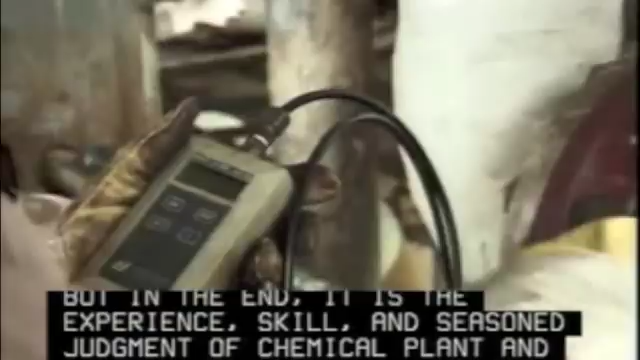 BUT IN THE END, IT IS THE
EXPERIENCE, SKILL, AND SEASONED
JUDGMENT OF CHEMICAL PLANT AND